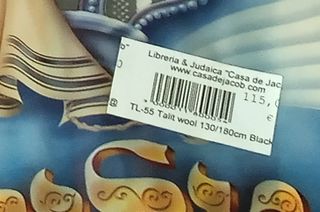 Libreria & Judaica "Casa de Jac
www.casadejacob.com
115,
€
TL-55 Talit wool 130/180cm Black